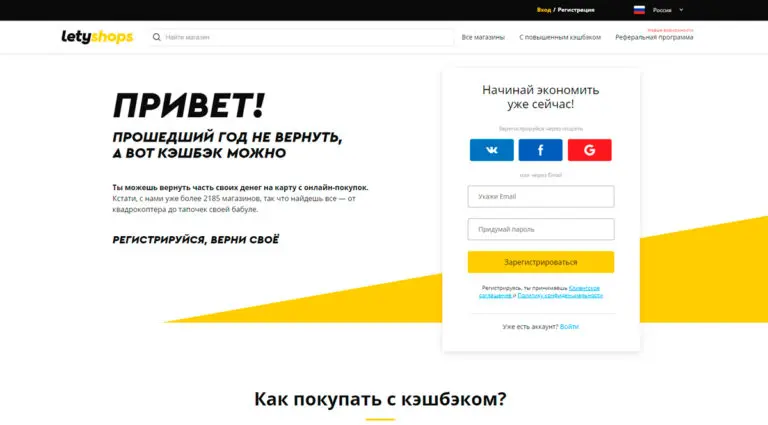 Вход / Регистрация
Россия
letyshops
Найти магазин
Все магазины
С повышенным кэшбэком
Реферальная программа
Начинай экономить
уже сейчас!
ПРИВЕТ!
ПРОШЕДШИЙ ГОД НЕ ВЕРНУТЬ,
А ВОТ КЭШБЭК МОЖНО
Ты можешь вернуть часть своих денег на карту с онлайн-покупок.
Кстати, с нами уже более 2185 магазинов, так что найдешь все — от
квадрокоптера до тапочек своей бабуле.
РЕГИСТРИРУЙСЯ, ВЕРНИ СВОЁ
Зарегистрируйся через соцсеть
или через Email
Укажи Email
Придумай пароль
Зарегистрироваться
Регистрируясь, ты принимаешь Клиентское
соглашение и Политику конфиденциальности
Уже есть аккаунт? Войти
Как покупать с кэшбэком?